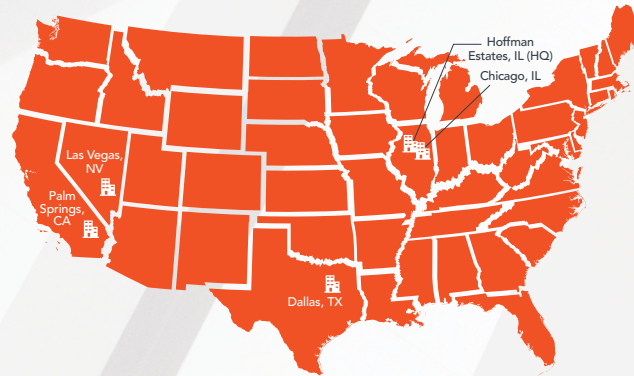 Hoffman
Estates, IL (HQ)
Chicago, IL
Las Vegas,
NV
Palm
Springs,
CA
Dallas, TX